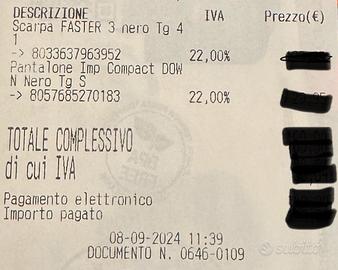 DESCRIZIONE IVA Prezzo(€)
Scarpa FASTER 3 nero Tg 4
1
-> 8033637963952 22,00%
Pantalone Imp Compact DOW
N Nero Tg S
-> 8057685270183 22,00%
TOTALE COMPLESSIVO
di cui IVA
Pagamento elettronico
Importo pagato
08-09-2024 11:39
DOCUMENTO N. 0646-0109
subito